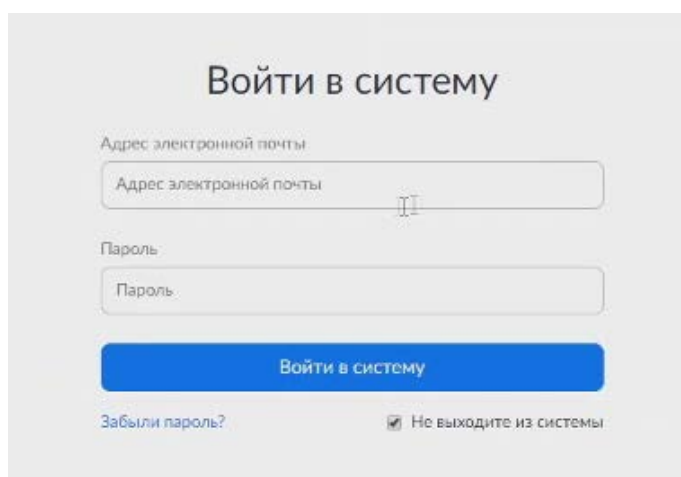 Войти в систему
Адрес электронной почты
Адрес электронной почты
Пароль
Пароль
Войти в систему
Забыли пароль? Не выходите из системы